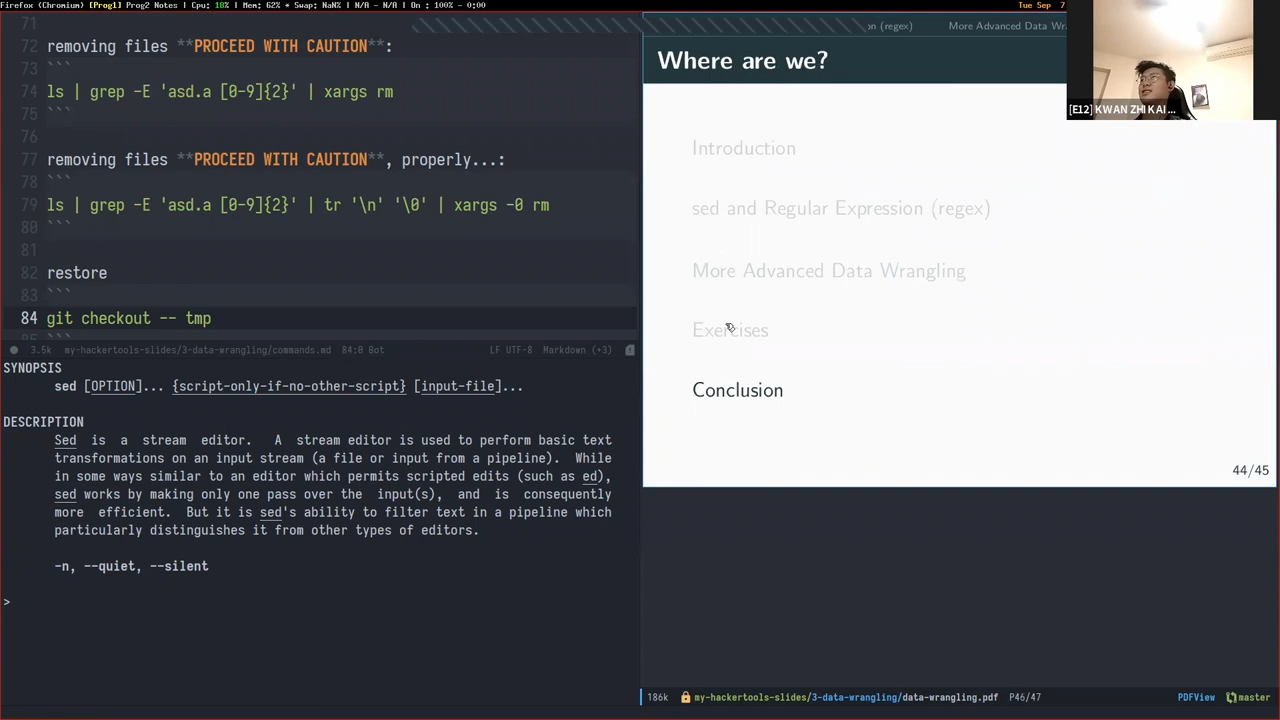 Firefox (Chromium) [Prog1] Prog2 Notes | Cpu: 18% | Mem: 62% * Swap: NaN% | N/A - N/A | On : 100% - 0:00
Tue Sep 7
71
72 removing files **PROCEED WITH CAUTION**:
73 ```
74 ls | grep -E 'asd.a [0-9]{2}' | xargs rm
75 ```
76
77 removing files **PROCEED WITH CAUTION**, properly...:
78 ```
79 ls | grep -E 'asd.a [0-9]{2}' | tr '\n' '\0' | xargs -0 rm
80 ```
81
82 restore
83 ```
84 git checkout -- tmp
85 ```
3.5k my-hackertools-slides/3-data-wrangling/commands.md 84:0 Bot LF UTF-8 Markdown (+3)
SYNOPSIS
sed [OPTION]... {script-only-if-no-other-script} [input-file]...
DESCRIPTION
Sed is a stream editor. A stream editor is used to perform basic text
transformations on an input stream (a file or input from a pipeline). While
in some ways similar to an editor which permits scripted edits (such as ed),
sed works by making only one pass over the input(s), and is consequently
more efficient. But it is sed's ability to filter text in a pipeline which
particularly distinguishes it from other types of editors.
-n, --quiet, --silent
>
(regex) More Advanced Data
Where are we?
[E12] KWAN ZHI KAI ...
Introduction
sed and Regular Expression (regex)
More Advanced Data Wrangling
Exercises
Conclusion
44/45
186k my-hackertools-slides/3-data-wrangling/data-wrangling.pdf P46/47 PDFView master